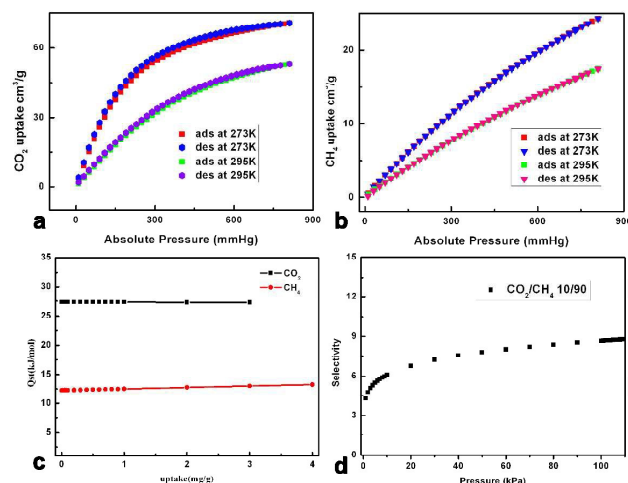 CO2 uptake cm3/g
60
30
0
ads at 273K
des at 273K
ads at 295K
des at 295K
a
0 300 600 900
Absolute Pressure (mmHg)
CH4 uptake cm3/g
20
10
0
ads at 273K
des at 273K
ads at 295K
des at 295K
b
0 300 600 900
Absolute Pressure (mmHg)
Qst(kJ/mol)
35
30
25
20
15
10
5
CO2
CH4
c
0 1 2 3 4
uptake(mg/g)
Selectivity
15
12
9
6
3
0
CO2/CH4 10/90
d
0 20 40 60 80 100
Pressure (kPa)